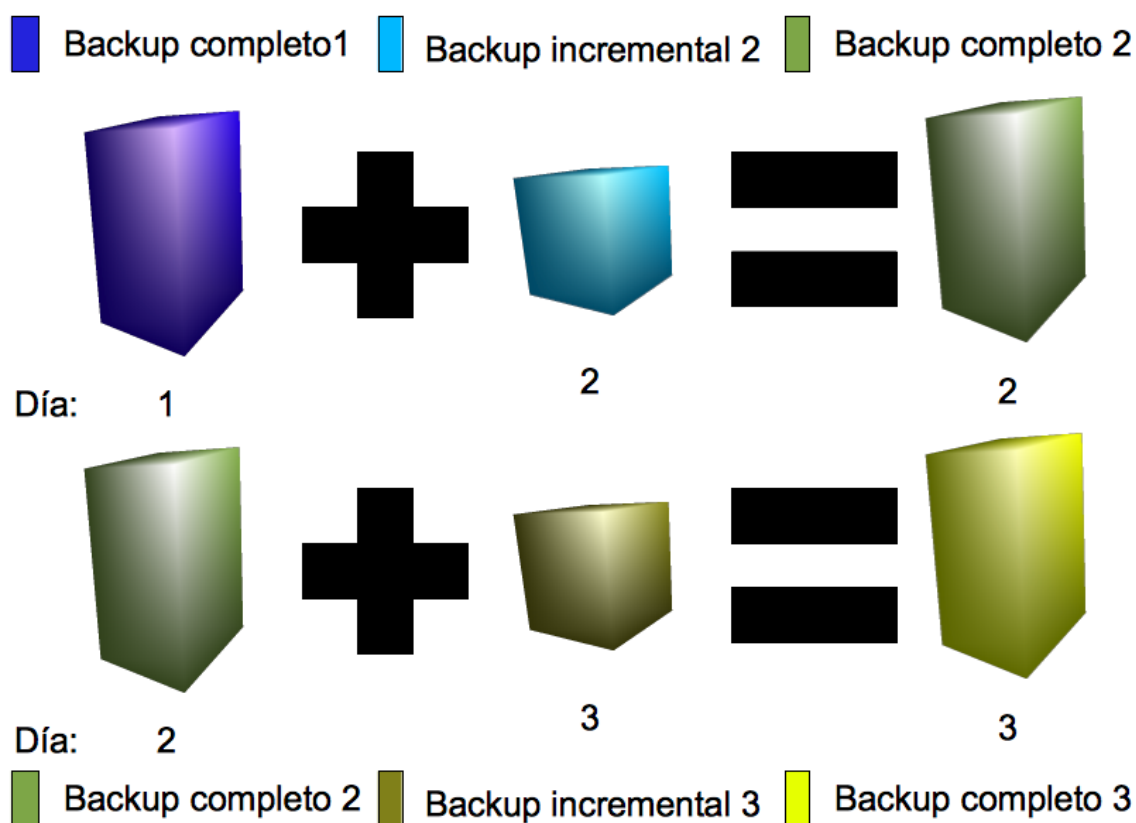 Backup completo1
Backup incremental 2
Backup completo 2
Día: 1 2 2
Día: 2 3 3
Backup completo 2
Backup incremental 3
Backup completo 3